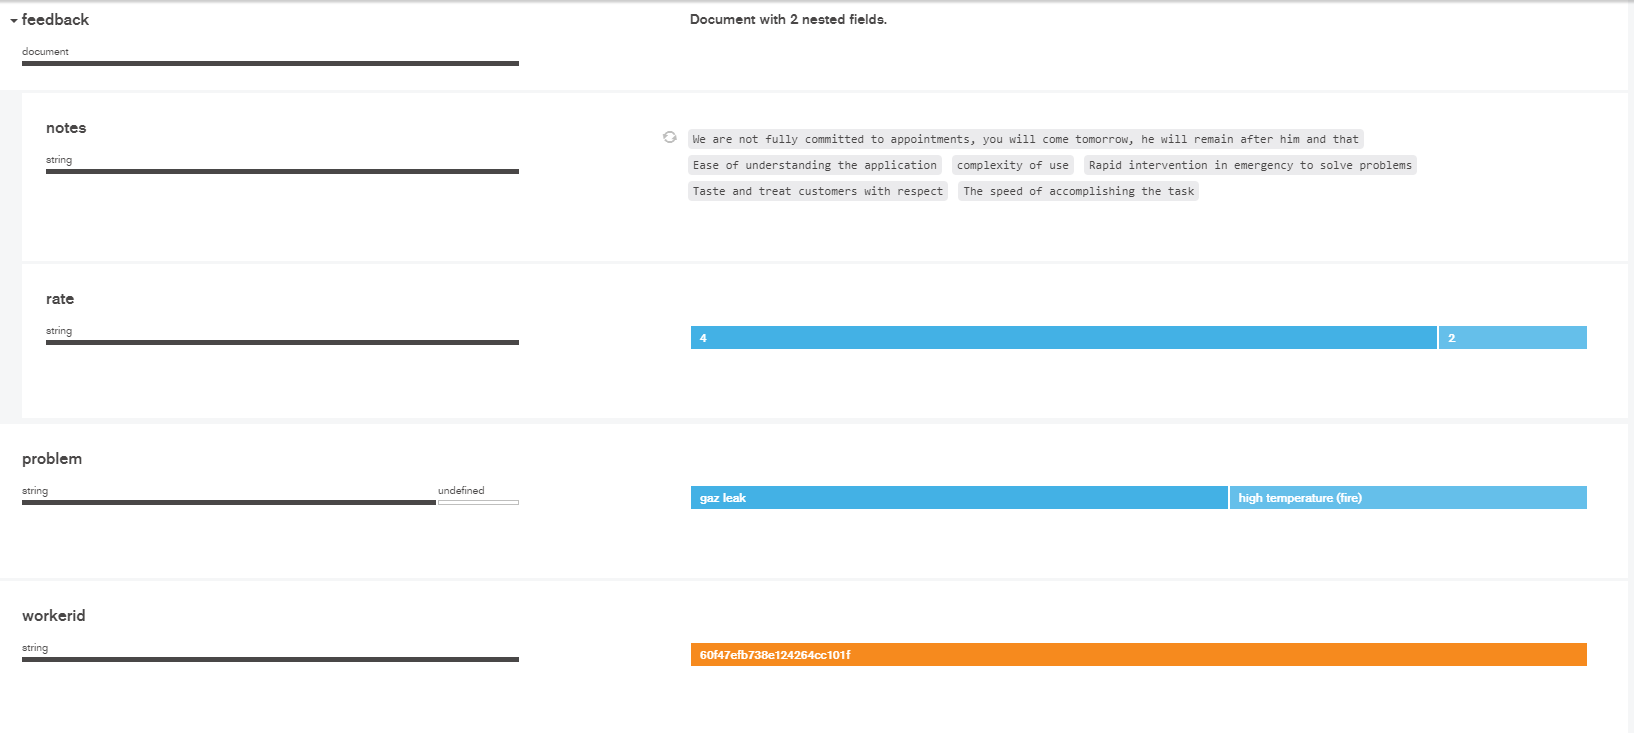 feedback
Document with 2 nested fields.
document
notes
string
We are not fully committed to appointments, you will come tomorrow, he will remain after him and that
Ease of understanding the application complexity of use Rapid intervention in emergency to solve problems
Taste and treat customers with respect The speed of accomplishing the task
rate
string
4 2
problem
string undefined
gaz leak high temperature (fire)
workerid
string
60f47efb738e124264cc101f